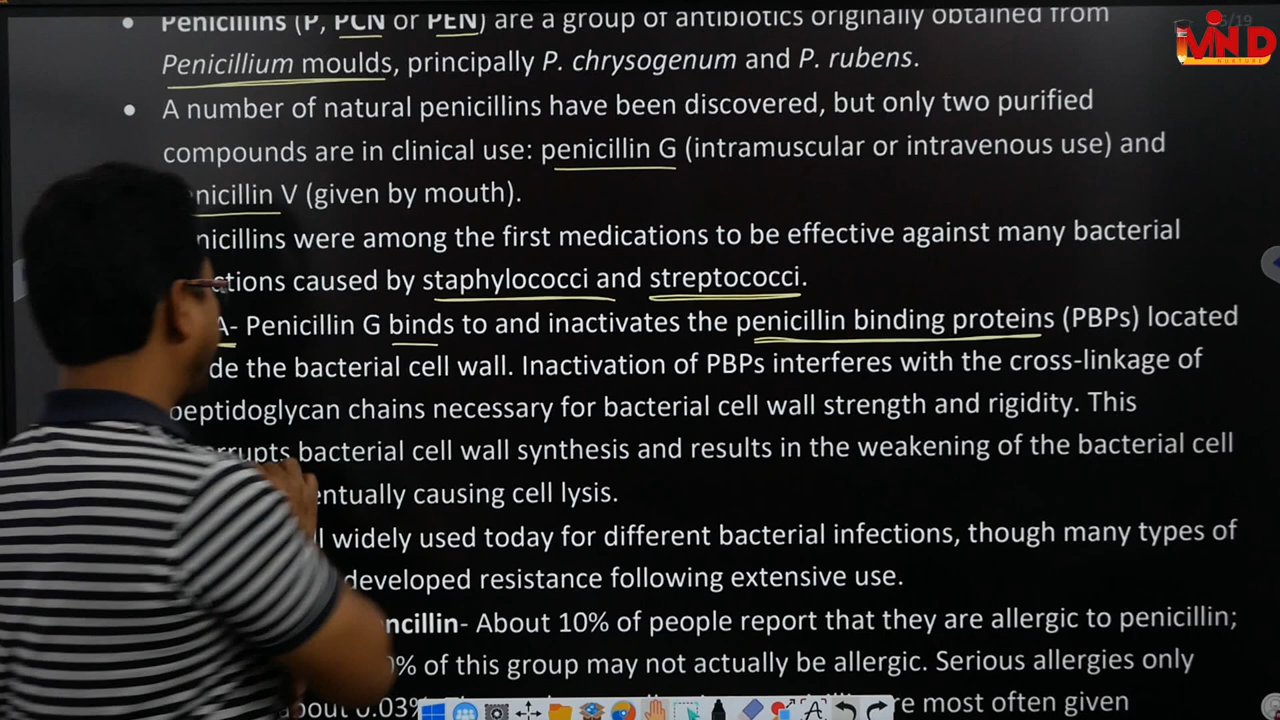 Penicillins (P, PCN or PEN) are a group of antibiotics originally obtained from
Penicillium moulds, principally P. chrysogenum and P. rubens.
A number of natural penicillins have been discovered, but only two purified
compounds are in clinical use: penicillin G (intramuscular or intravenous use) and
nicillin V (given by mouth).
nicillins were among the first medications to be effective against many bacterial
ctions caused by staphylococci and streptococci.
A- Penicillin G binds to and inactivates the penicillin binding proteins (PBPs) located
de the bacterial cell wall. Inactivation of PBPs interferes with the cross-linkage of
peptidoglycan chains necessary for bacterial cell wall strength and rigidity. This
rrupts bacterial cell wall synthesis and results in the weakening of the bacterial cell
entually causing cell lysis.
l widely used today for different bacterial infections, though many types of
developed resistance following extensive use.
ncillin- About 10% of people report that they are allergic to penicillin;
0% of this group may not actually be allergic. Serious allergies only
about 0.03%
re most often given
/19
MIND
NURTURE